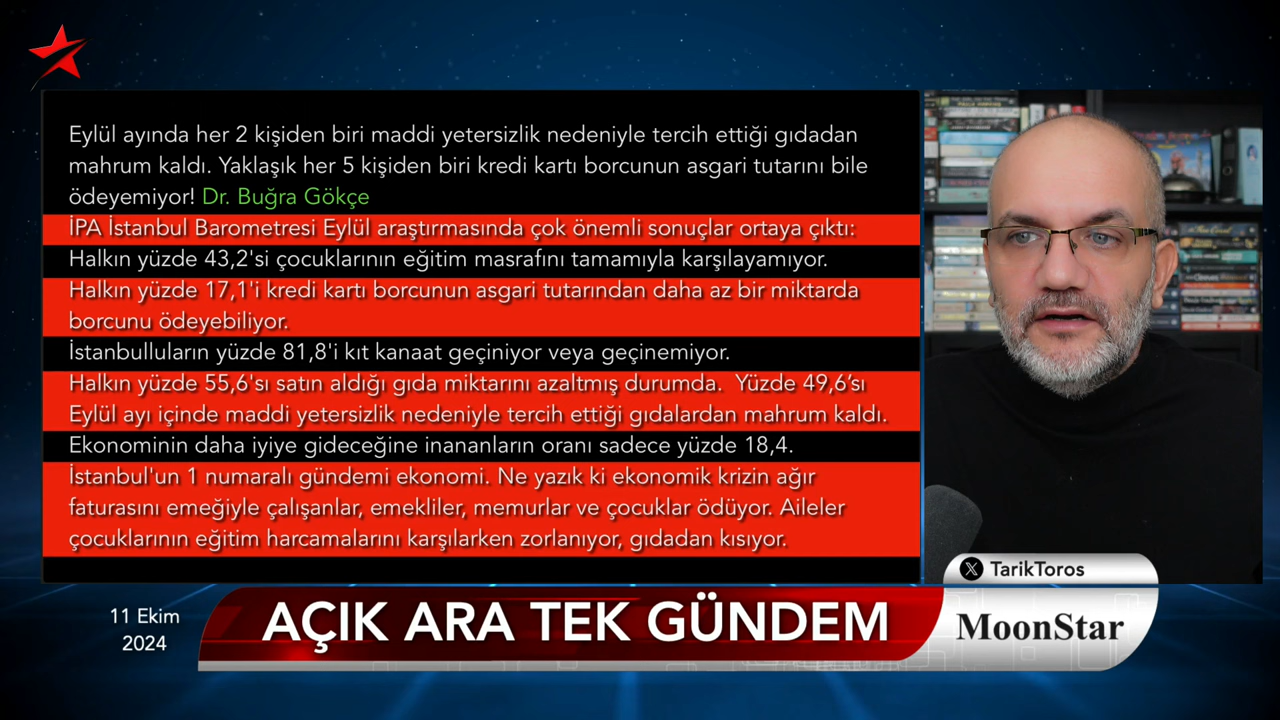 Eylül ayında her 2 kişiden biri maddi yetersizlik nedeniyle tercih ettiği gıdadan
mahrum kaldı. Yaklaşık her 5 kişiden biri kredi kartı borcunun asgari tutarını bile
ödeyemiyor! Dr. Buğra Gökçe
İPA İstanbul Barometresi Eylül araştırmasında çok önemli sonuçlar ortaya çıktı:
Halkın yüzde 43,2'si çocuklarının eğitim masrafını tamamıyla karşılayamıyor.
Halkın yüzde 17,1'i kredi kartı borcunun asgari tutarından daha az bir miktarda
borcunu ödeyebiliyor.
İstanbulluların yüzde 81,8'i kıt kanaat geçiniyor veya geçinemiyor.
Halkın yüzde 55,6'sı satın aldığı gıda miktarını azaltmış durumda. Yüzde 49,6’sı
Eylül ayı içinde maddi yetersizlik nedeniyle tercih ettiği gıdalardan mahrum kaldı.
Ekonominin daha iyiye gideceğine inananların oranı sadece yüzde 18,4.
İstanbul'un 1 numaralı gündemi ekonomi. Ne yazık ki ekonomik krizin ağır
faturasını emeğiyle çalışanlar, emekliler, memurlar ve çocuklar ödüyor. Aileler
çocuklarının eğitim harcamalarını karşılarken zorlanıyor, gıdadan kısıyor.
X TarikToros
11 Ekim
2024
AÇIK ARA TEK GÜNDEM
MoonStar